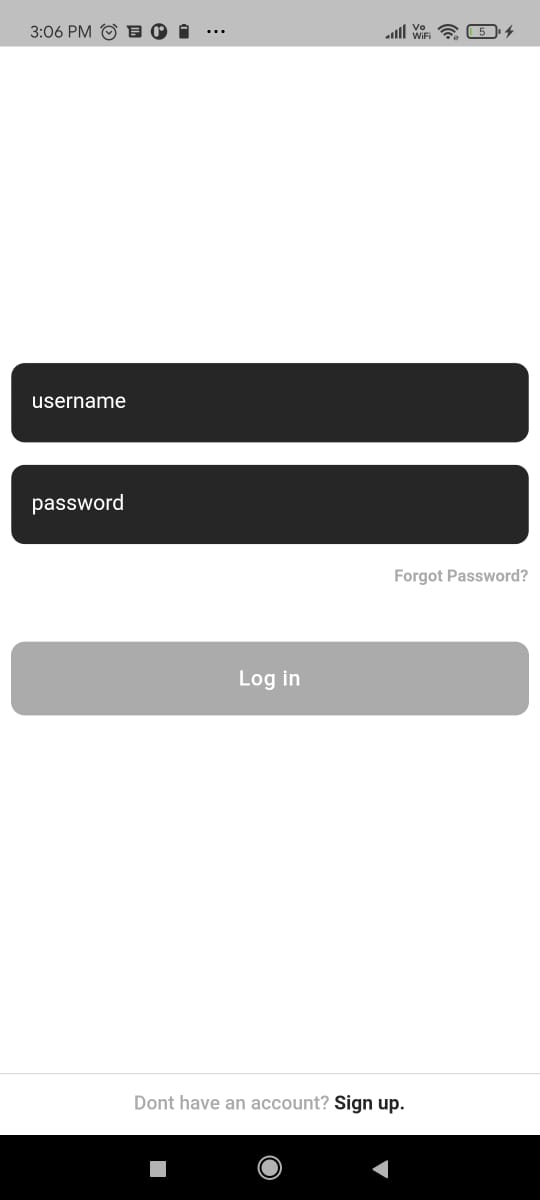 3:06 PM ... Vo WiFi 5
username
password
Forgot Password?
Log in
Dont have an account? Sign up.